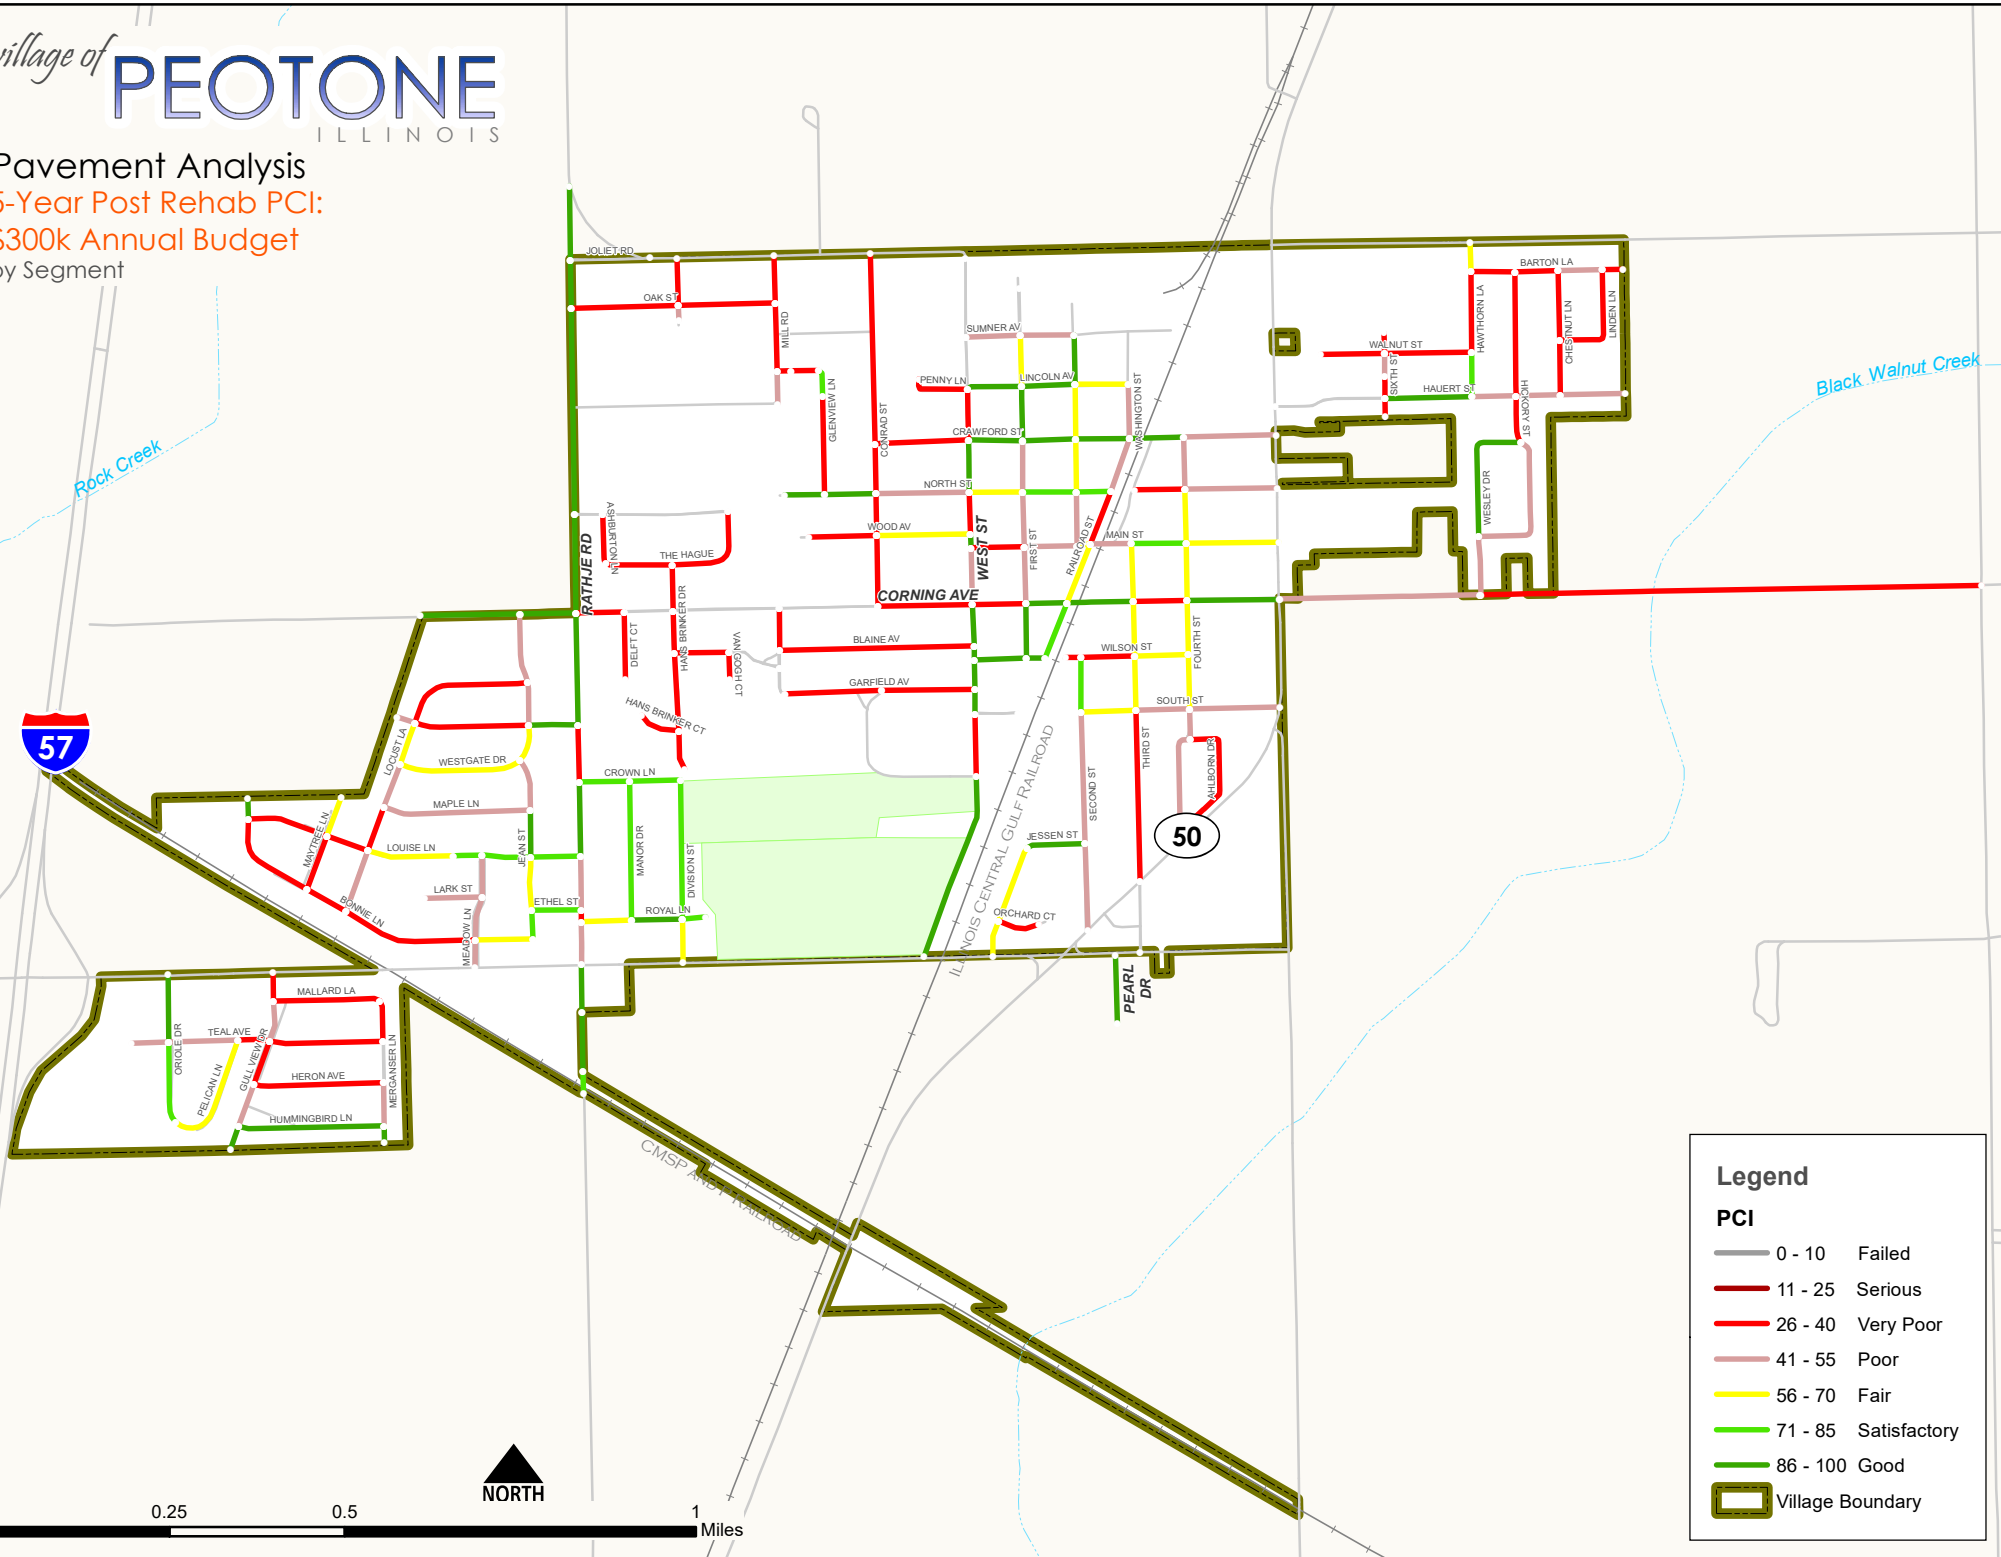 village of
PEOTONE
ILLINOIS
Pavement Analysis
5-Year Post Rehab PCI:
$300k Annual Budget
by Segment
JOLIET RD
OAK ST
MILL RD
GLENVIEW LN
CONRAD ST
SUMNER AV
PENNY LN
LINCOLN AV
WASHINGTON ST
CRAWFORD ST
NORTH ST
WOOD AV
WEST ST
FIRST ST
RAILROAD ST
MAIN ST
BARTON LA
HAWTHORN LA
CHESTNUT LN
LINDEN LN
WALNUT ST
SIXTH ST
HAUERT ST
HICKORY ST
WESLEY DR
Black Walnut Creek
Rock Creek
ASHBURTON LN
THE HAGUE
RATHJE RD
CORNING AVE
HANS BRINKER DR
DELFT CT
VAN GOGH CT
BLAINE AV
GARFIELD AV
HANS BRINKER CT
WILSON ST
FOURTH ST
SOUTH ST
THIRD ST
AHLBORN DR
SECOND ST
JESSEN ST
50
57
LOCUST LA
WESTGATE DR
CROWN LN
MAPLE LN
MAYTREE LN
LOUISE LN
JEAN ST
MANOR DR
DIVISION ST
LARK ST
ETHEL ST
ROYAL LN
BONNIE LN
MEADOW LN
ORCHARD CT
ILLINOIS CENTRAL GULF RAILROAD
PEARL
DR
MALLARD LA
TEAL AVE
ORIOLE DR
GULL VIEW DR
PELICAN LN
HERON AVE
MERGANSER LN
HUMMINGBIRD LN
CMSP AND P RAILROAD
Legend
PCI
0 - 10 Failed
11 - 25 Serious
26 - 40 Very Poor
41 - 55 Poor
56 - 70 Fair
71 - 85 Satisfactory
86 - 100 Good
Village Boundary
NORTH
0.25 0.5 1
Miles